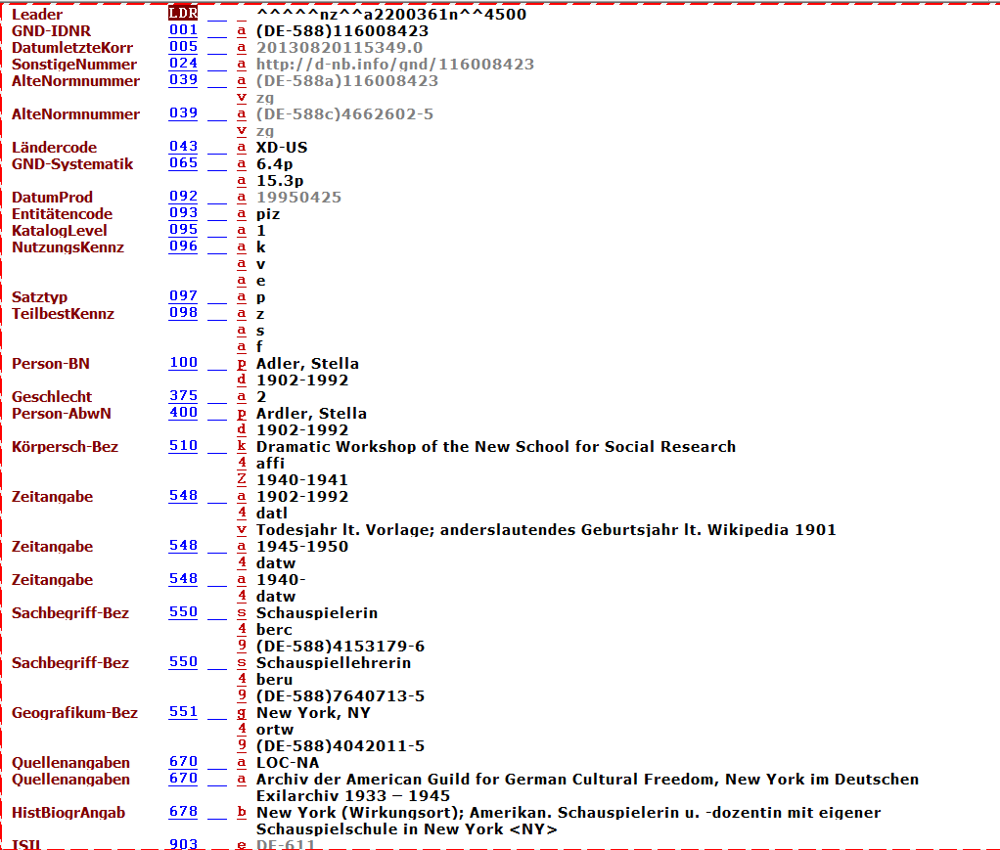 Leader LDR ^^^^^nz^^a2200361n^^4500
GND-IDNR 001 a (DE-588)116008423
DatumletzteKorr 005 a 20130820115349.0
SonstigeNummer 024 a http://d-nb.info/gnd/116008423
AlteNormnummer 039 a (DE-588a)116008423
v zg
AlteNormnummer 039 a (DE-588c)4662602-5
v zg
Ländercode 043 a XD-US
GND-Systematik 065 a 6.4p
a 15.3p
DatumProd 092 a 19950425
Entitätencode 093 a piz
KatalogLevel 095 a 1
NutzungsKennz 096 a k
a v
a e
Satztyp 097 a p
TeilbestKennz 098 a z
a s
a f
Person-BN 100 p Adler, Stella
d 1902-1992
Geschlecht 375 a 2
Person-AbwN 400 p Ardler, Stella
d 1902-1992
Körpersch-Bez 510 k Dramatic Workshop of the New School for Social Research
4 affi
Z 1940-1941
Zeitangabe 548 a 1902-1992
4 datl
v Todesjahr lt. Vorlage; anderslautendes Geburtsjahr lt. Wikipedia 1901
Zeitangabe 548 a 1945-1950
4 datw
Zeitangabe 548 a 1940-
4 datw
Sachbegriff-Bez 550 s Schauspielerin
4 berc
9 (DE-588)4153179-6
Sachbegriff-Bez 550 s Schauspiellehrerin
4 beru
9 (DE-588)7640713-5
Geografikum-Bez 551 g New York, NY
4 ortw
9 (DE-588)4042011-5
Quellenangaben 670 a LOC-NA
Quellenangaben 670 a Archiv der American Guild for German Cultural Freedom, New York im Deutschen
Exilarchiv 1933 – 1945
HistBiogrAngab 678 b New York (Wirkungsort); Amerikan. Schauspielerin u. -dozentin mit eigener
Schauspielschule in New York <NY>
ISIL 903 e DE-611